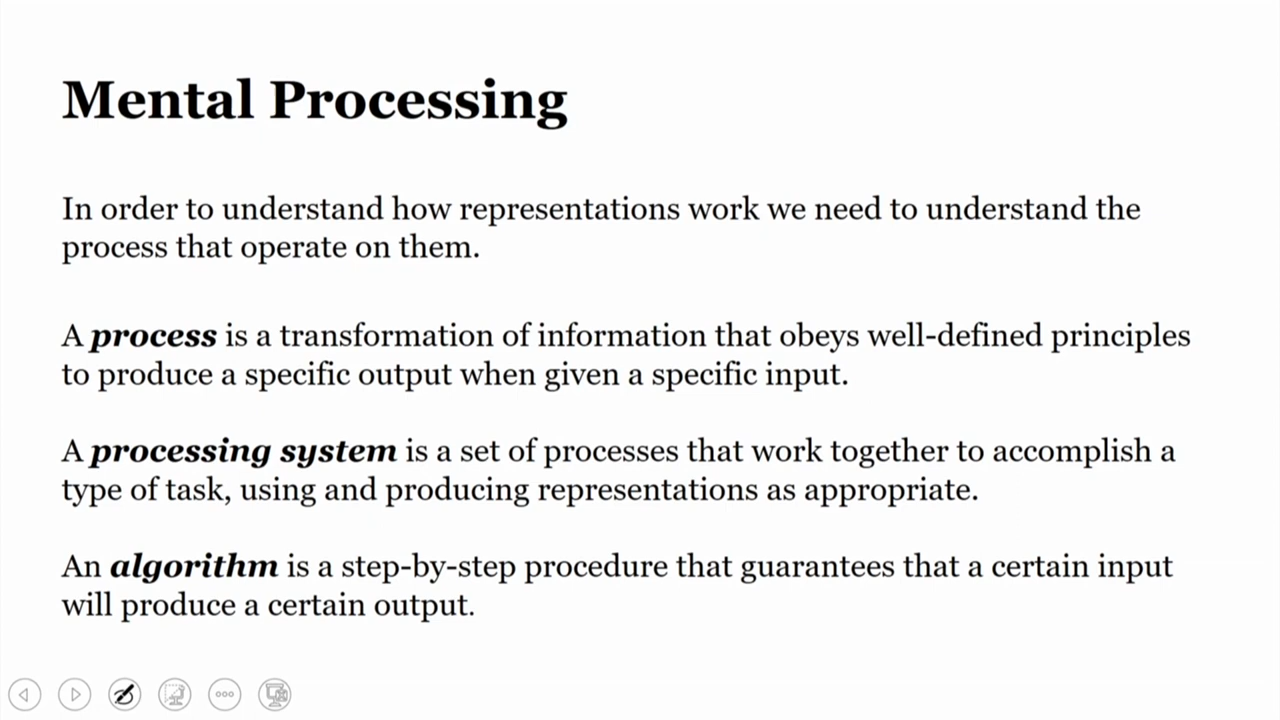 Mental Processing
In order to understand how representations work we need to understand the
process that operate on them.
A process is a transformation of information that obeys well-defined principles
to produce a specific output when given a specific input.
A processing system is a set of processes that work together to accomplish a
type of task, using and producing representations as appropriate.
An algorithm is a step-by-step procedure that guarantees that a certain input
will produce a certain output.